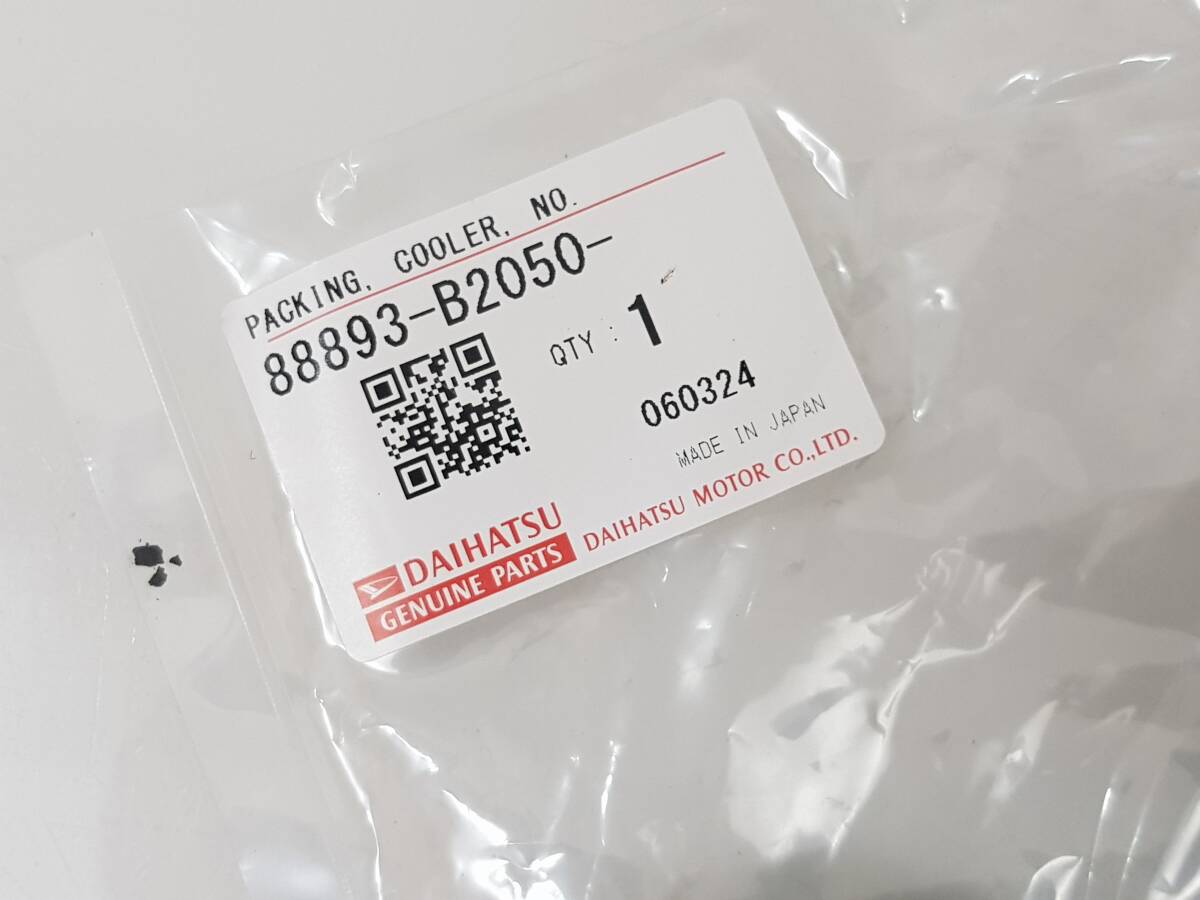 PACKING, COOLER, NO.
88893-B2050-
QTY : 1
060324
MADE IN JAPAN
DAIHATSU
GENUINE PARTS
DAIHATSU MOTOR CO.,LTD.